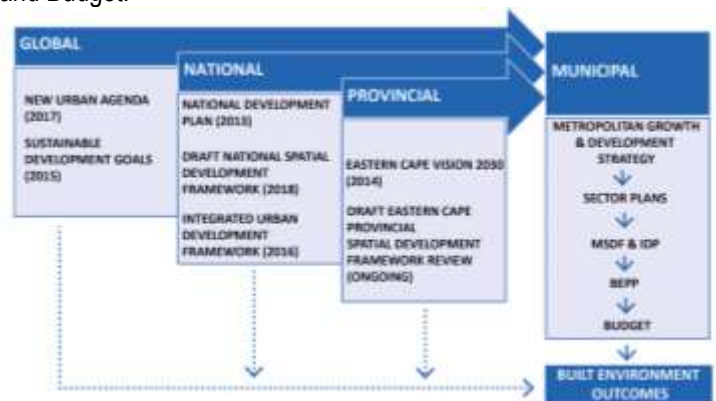 and Budget.
GLOBAL
NEW URBAN AGENDA
(2017)
SUSTAINABLE
DEVELOPMENT GOALS
(2015)
NATIONAL
NATIONAL DEVELOPMENT
PLAN (2013)
DRAFT NATIONAL SPATIAL
DEVELOPMENT
FRAMEWORK (2018)
INTEGRATED URBAN
DEVELOPMENT
FRAMEWORK (2016)
PROVINCIAL
EASTERN CAPE VISION 2030
(2014)
DRAFT EASTERN CAPE
PROVINCIAL
SPATIAL DEVELOPMENT
FRAMEWORK REVIEW
(ONGOING)
MUNICIPAL
METROPOLITAN GROWTH
& DEVELOPMENT
STRATEGY
SECTOR PLANS
MSDF & IDP
BEPP
BUDGET
BUILT ENVIRONMENT
OUTCOMES